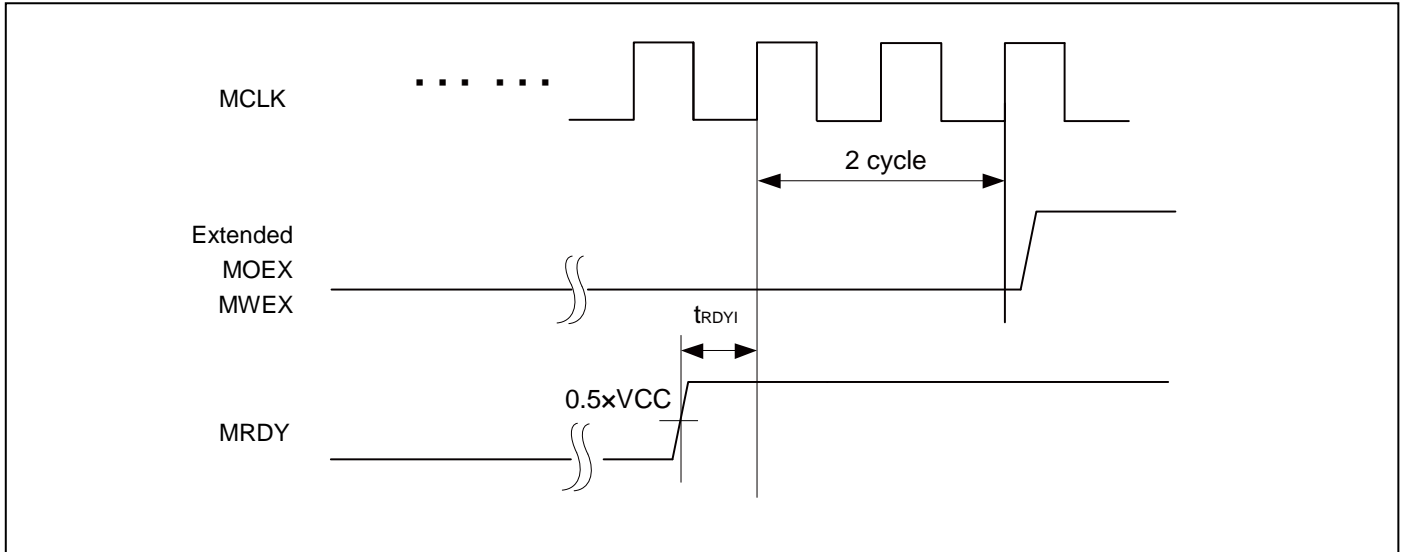 MCLK
2 cycle
Extended
MOEX
MWEX
tRDYI
0.5×VCC
MRDY